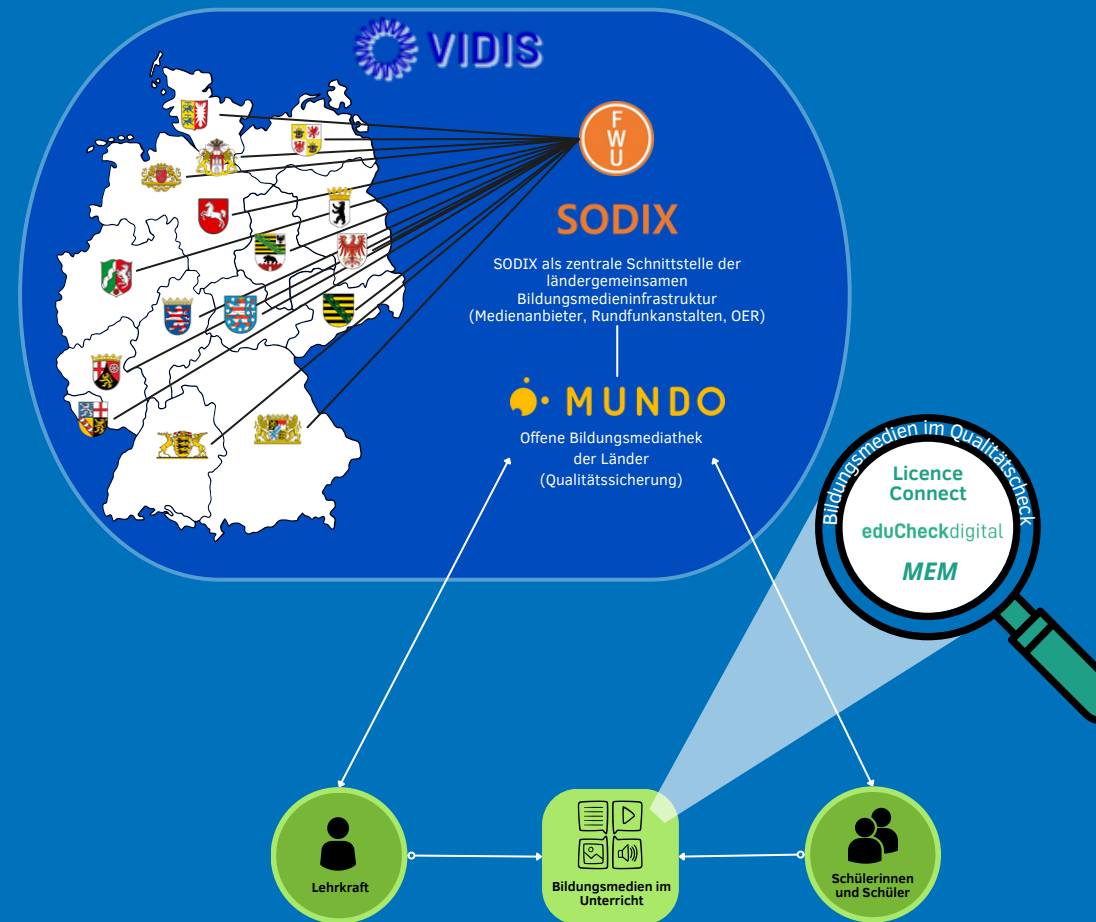 VIDIS
F
W
U
SODIX
SODIX als zentrale Schnittstelle der
ländergemeinsamen
Bildungsmedieninfrastruktur
(Medienanbieter, Rundfunkanstalten, OER)
MUNDO
Offene Bildungsmediathek
der Länder
(Qualitätssicherung)
Bildungsmedien im Qualitätscheck
Licence
Connect
eduCheckdigital
MEM
Lehrkraft
Bildungsmedien im
Unterricht
Schülerinnen
und Schüler